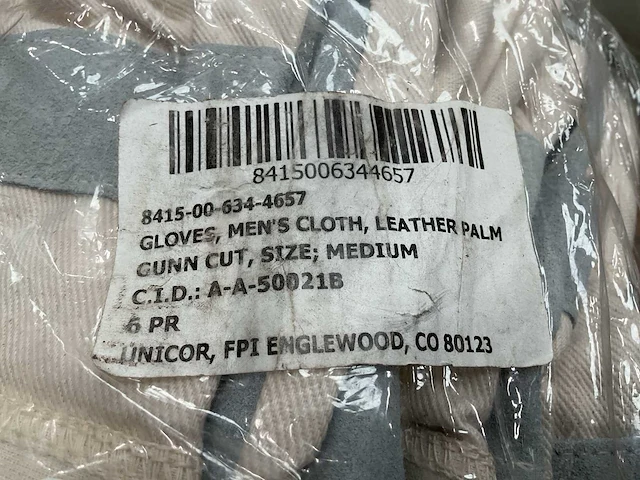 8415006344657
8415-00-634-4657
GLOVES, MEN'S CLOTH, LEATHER PALM
GUNN CUT, SIZE; MEDIUM
C.I.D.: A-A-50021B
6 PR
UNICOR, FPI ENGLEWOOD, CO 80123